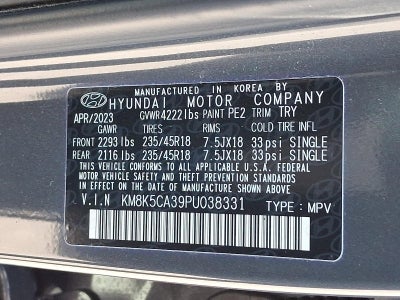 MANUFACTURED IN KOREA BY
HYUNDAI MOTOR COMPANY
APR/2023 GVWR 4222 lbs PAINT PE2 TRIM TRY
GAWR TIRES RIMS COLD TIRE INFL
FRONT 2293 lbs 235/45R18 7.5JX18 33psi SINGLE
REAR 2116 lbs 235/45R18 7.5JX18 33psi SINGLE
THIS VEHICLE CONFORMS TO ALL APPLICABLE
FEDERAL MOTOR VEHICLE SAFETY AND
THEFT PREVENTION STANDARDS IN EFFECT ON
THE DATE OF MANUFACTURE SHOWN ABOVE.
V.I.N KM8K5CA39PU038331 TYPE: MPV